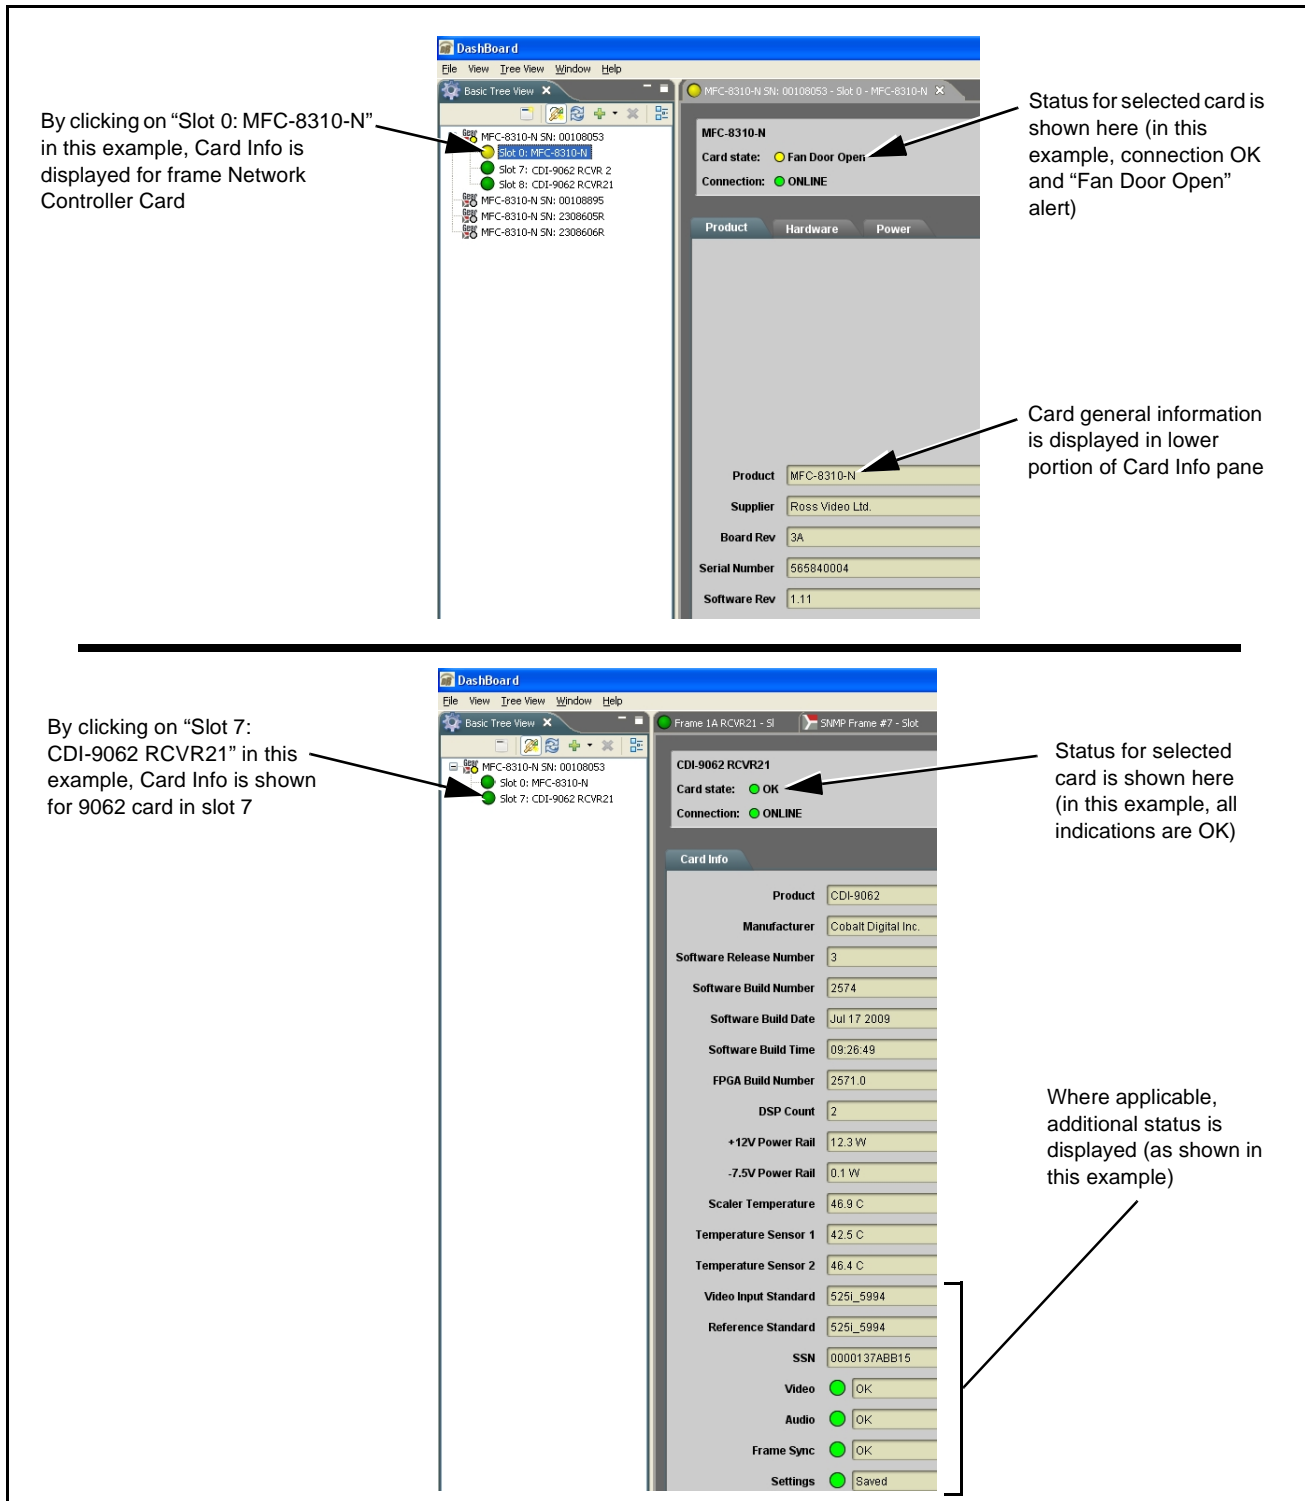 DashBoard
File View Tree View Window Help
Basic Tree View
MFC-8310-N SN: 00108053 - Slot 0 - MFC-8310-N
By clicking on “Slot 0: MFC-8310-N”
in this example, Card Info is
displayed for frame Network
Controller Card
MFC-8310-N SN: 00108053
Slot 0: MFC-8310-N
Slot 7: CDI-9062 RCVR 2
Slot 8: CDI-9062 RCVR21
MFC-8310-N SN: 00108895
MFC-8310-N SN: 2308605R
MFC-8310-N SN: 2308606R
MFC-8310-N
Card state: Fan Door Open
Connection: ONLINE
Status for selected card is
shown here (in this
example, connection OK
and “Fan Door Open”
alert)
Product Hardware Power
Card general information
is displayed in lower
portion of Card Info pane
Product MFC-8310-N
Supplier Ross Video Ltd.
Board Rev 3A
Serial Number 565840004
Software Rev 1.11
DashBoard
File View Tree View Window Help
Basic Tree View
Frame 1A RCVR21 - Sl
SNMP Frame #7 - Slot
By clicking on “Slot 7:
CDI-9062 RCVR21” in this
example, Card Info is shown
for 9062 card in slot 7
MFC-8310-N SN: 00108053
Slot 0: MFC-8310-N
Slot 7: CDI-9062 RCVR21
CDI-9062 RCVR21
Card state: OK
Connection: ONLINE
Status for selected
card is shown here
(in this example, all
indications are OK)
Card Info
Product CDI-9062
Manufacturer Cobalt Digital Inc.
Software Release Number 3
Software Build Number 2574
Software Build Date Jul 17 2009
Software Build Time 09:26:49
FPGA Build Number 2571.0
DSP Count 2
+12V Power Rail 12.3 W
-7.5V Power Rail 0.1 W
Scaler Temperature 46.9 C
Temperature Sensor 1 42.5 C
Temperature Sensor 2 46.4 C
Video Input Standard 525i_5994
Reference Standard 525i_5994
SSN 0000137ABB15
Video OK
Audio OK
Frame Sync OK
Settings Saved
Where applicable,
additional status is
displayed (as shown in
this example)